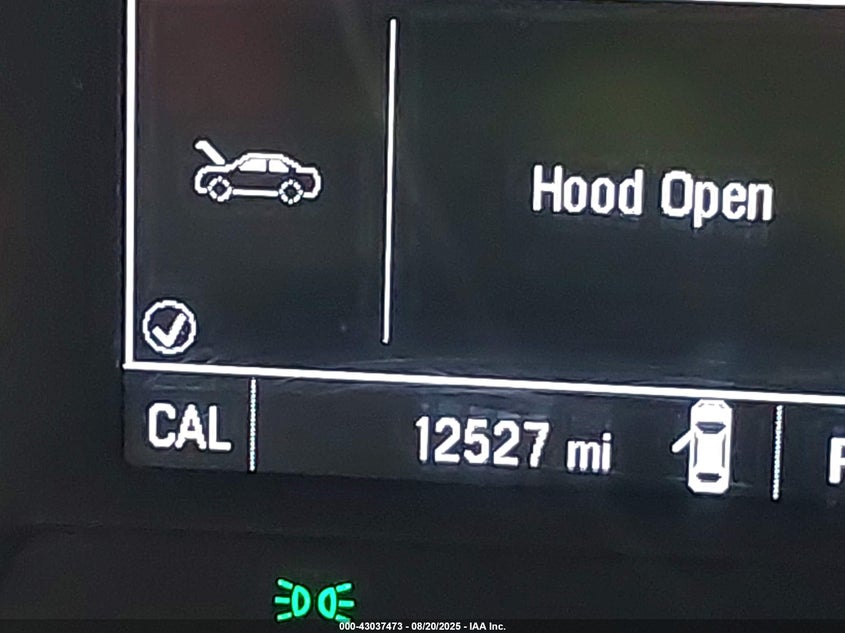 Hood Open
CAL 12527 mi
000-43037473 - 08/20/2025 - IAA Inc.